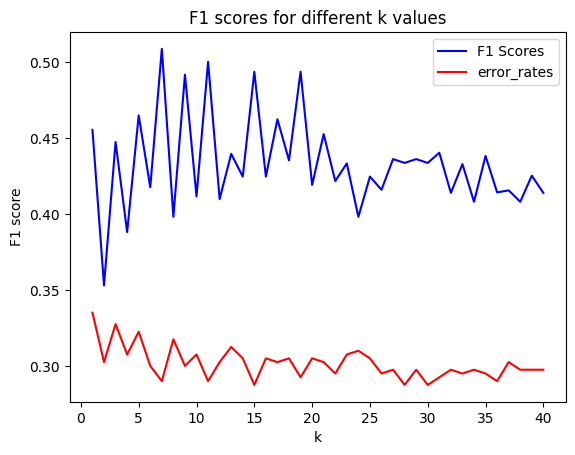 F1 scores for different k values
F1 Scores
error_rates
0.50
0.45
0.40
0.35
0.30
F1 score
0 5 10 15 20 25 30 35 40
k